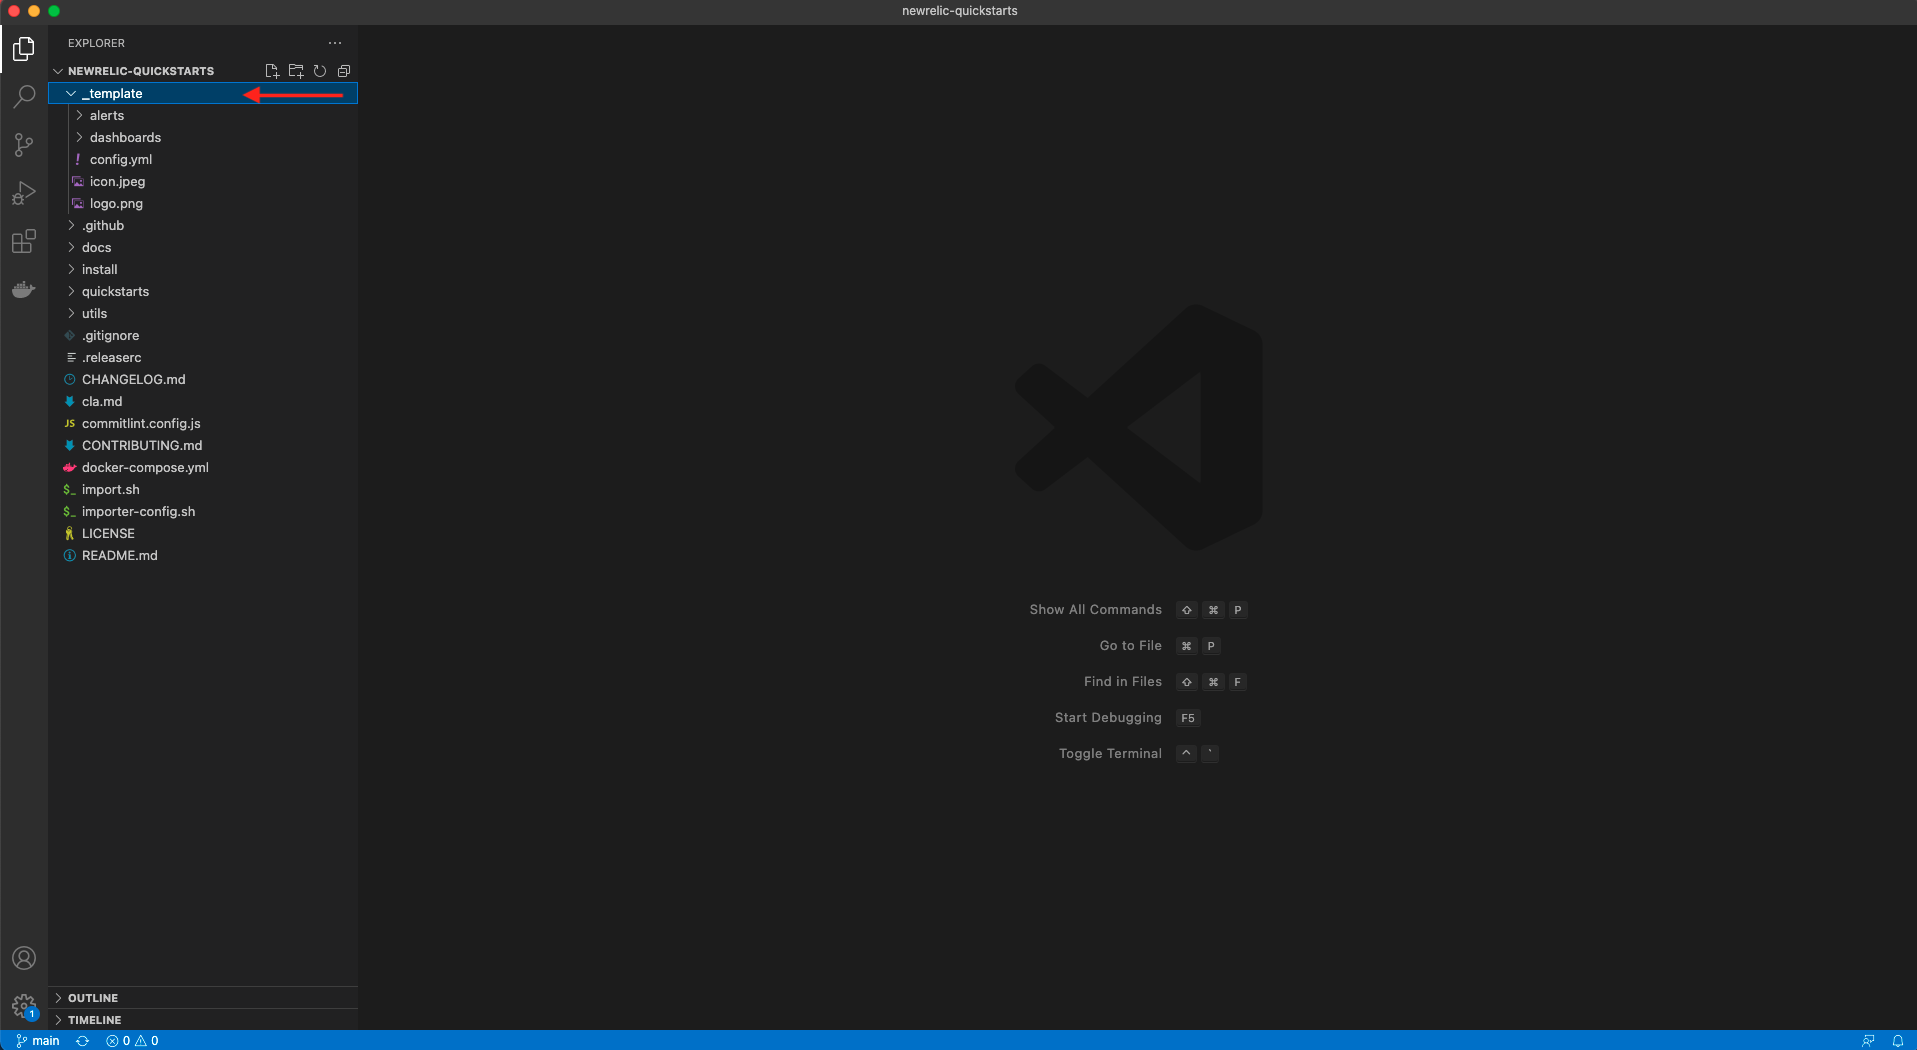 newrelic-quickstarts
EXPLORER
NEWRELIC-QUICKSTARTS
_template
alerts
dashboards
! config.yml
icon.jpeg
logo.png
.github
docs
install
quickstarts
utils
.gitignore
.releaserc
CHANGELOG.md
cla.md
JS commitlint.config.js
CONTRIBUTING.md
docker-compose.yml
$_ import.sh
$_ importer-config.sh
LICENSE
README.md
Show All Commands ⇧ ⌘ P
Go to File ⌘ P
Find in Files ⇧ ⌘ F
Start Debugging F5
Toggle Terminal ^ `
OUTLINE
1
TIMELINE
main 0 0